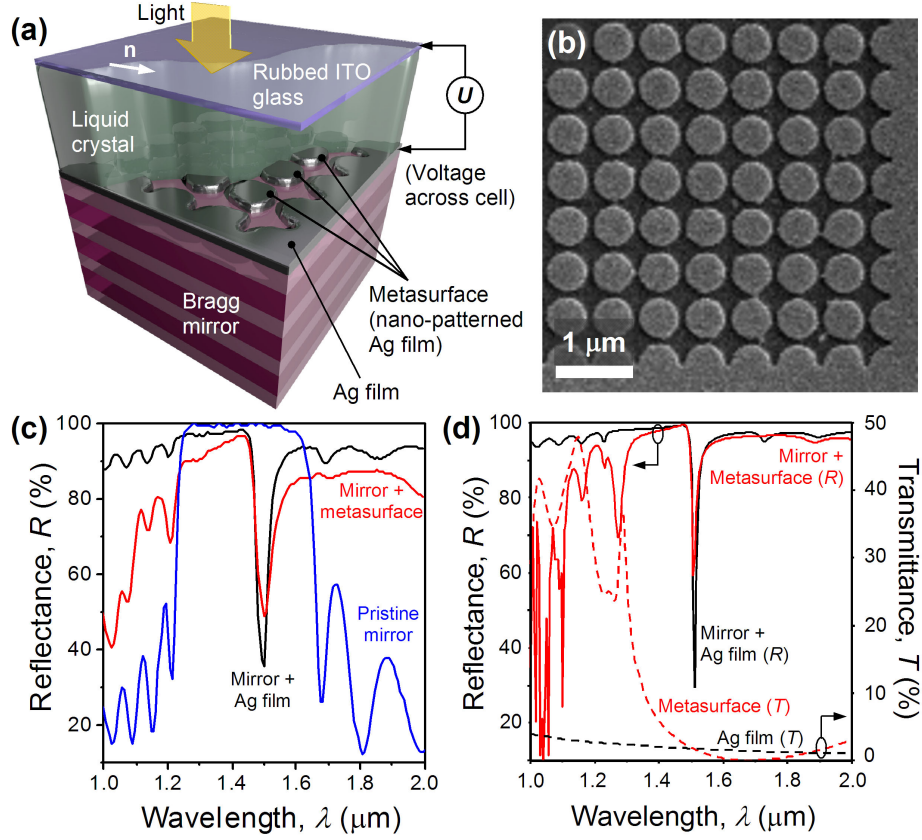 (a)
Light
n
Rubbed ITO
glass
U
Liquid
crystal
(Voltage
across cell)
Bragg
mirror
Metasurface
(nano-patterned
Ag film)
Ag film
(b)
1 μm
(c)
100
80
60
40
20
Reflectance, R (%)
Mirror +
metasurface
Pristine
mirror
Mirror +
Ag film
1.0 1.2 1.4 1.6 1.8 2.0
Wavelength, λ (μm)
(d)
100
80
60
40
20
Reflectance, R (%)
Mirror +
Metasurface (R)
Mirror +
Ag film (R)
Metasurface (T)
Ag film (T)
50
40
30
20
10
0
Transmittance, T (%)
1.0 1.2 1.4 1.6 1.8 2.0
Wavelength, λ (μm)